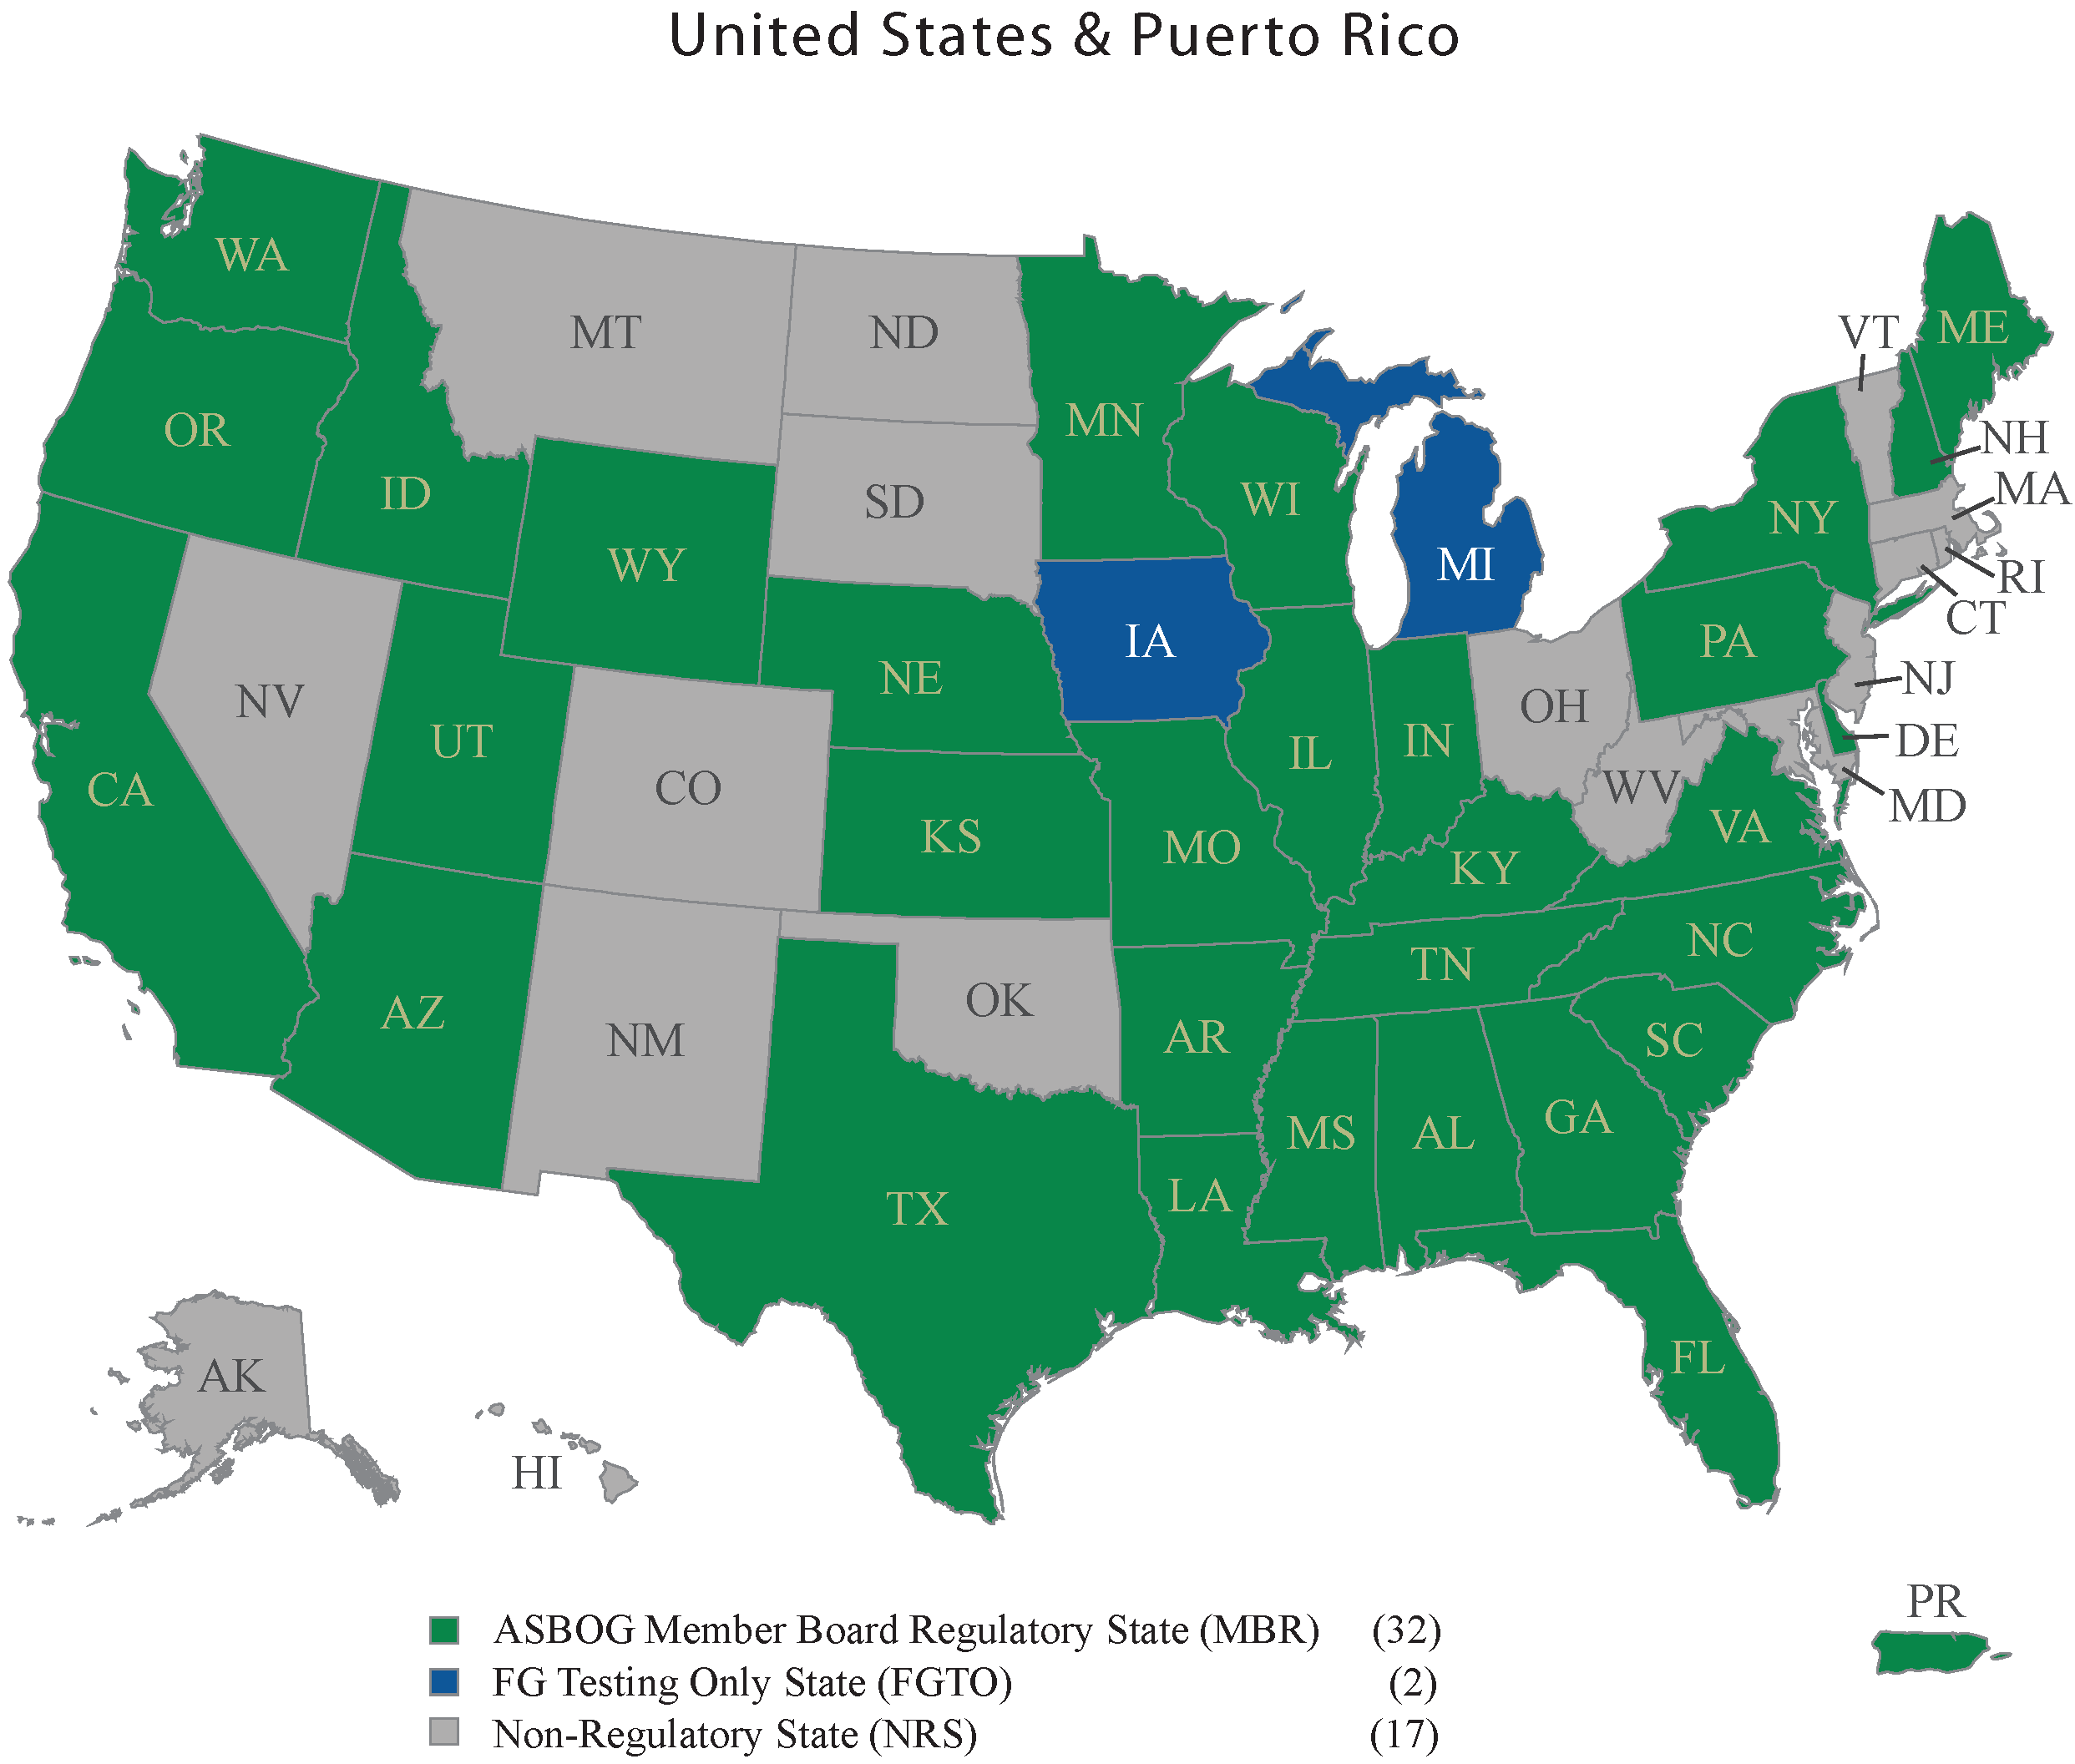 United States & Puerto Rico
WA
MT
ND
VT
ME
OR
MN
NH
ID
SD
WI
MA
NY
WY
MI
RI
CT
IA
PA
NE
NJ
NV
OH
UT
IN
DE
CO
IL
WV
CA
MD
KS
MO
VA
KY
NC
TN
OK
AZ
AR
NM
SC
MS
AL
GA
LA
TX
FL
AK
HI
PR
ASBOG Member Board Regulatory State (MBR) (32)
FG Testing Only State (FGTO) (2)
Non-Regulatory State (NRS) (17)